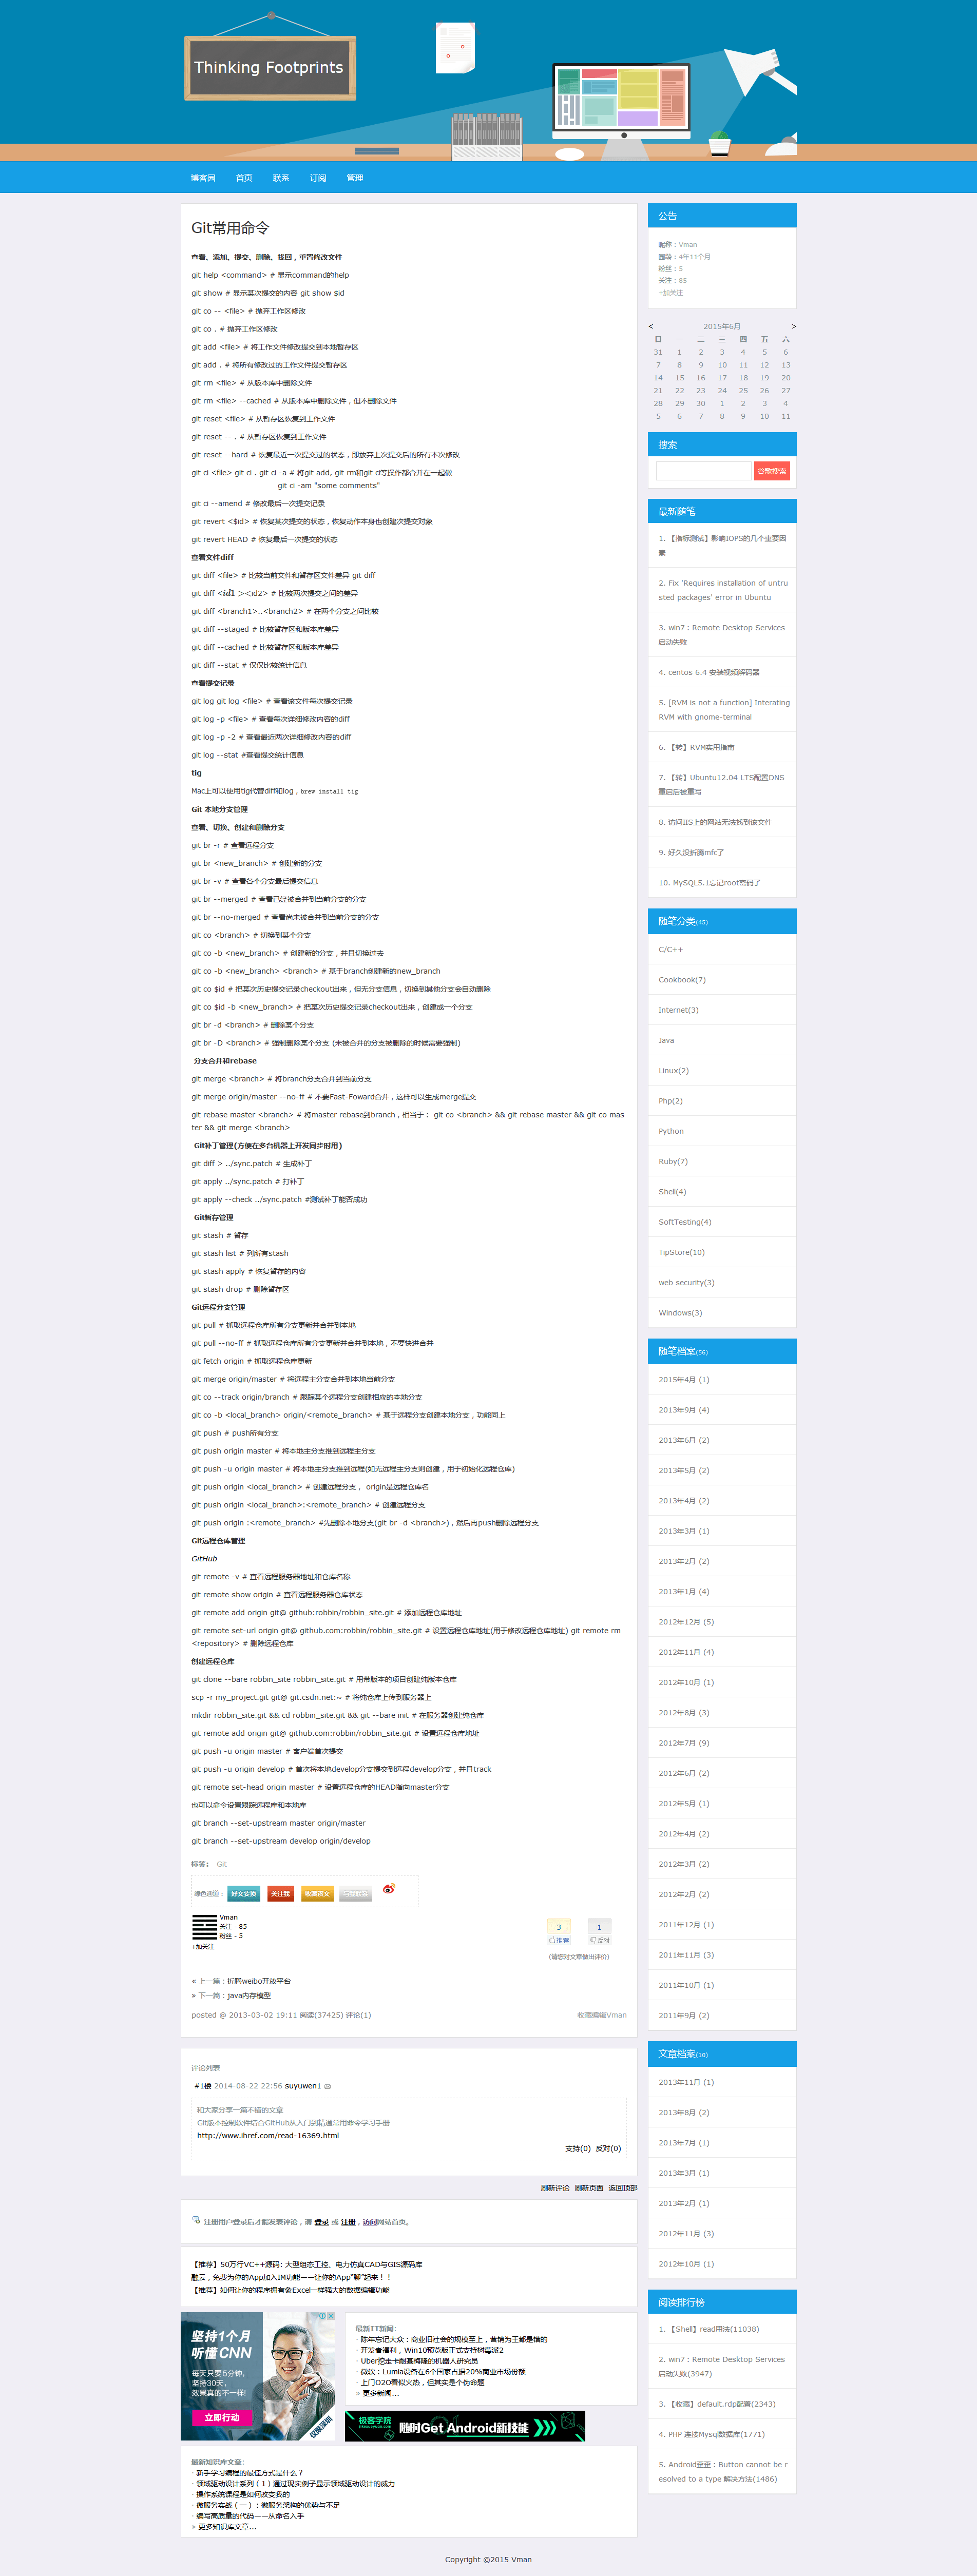 Thinking Footprints
博客园 首页 联系 订阅 管理
Git常用命令
查看、添加、提交、删除、找回，重置修改文件
git help <command> # 显示command的help
git show # 显示某次提交的内容 git show $id
git co -- <file> # 抛弃工作区修改
git co . # 抛弃工作区修改
git add <file> # 将工作文件修改提交到本地暂存区
git add . # 将所有修改过的工作文件提交暂存区
git rm <file> # 从版本库中删除文件
git rm <file> --cached # 从版本库中删除文件，但不删除文件
git reset <file> # 从暂存区恢复到工作文件
git reset -- . # 从暂存区恢复到工作文件
git reset --hard # 恢复最近一次提交过的状态，即放弃上次提交后的所有本次修改
git ci <file> git ci . git ci -a # 将git add, git rm和git ci等操作都合并在一起做
git ci -am "some comments"
git ci --amend # 修改最后一次提交记录
git revert <$id> # 恢复某次提交的状态，恢复动作本身也创建次提交对象
git revert HEAD # 恢复最后一次提交的状态
查看文件diff
git diff <file> # 比较当前文件和暂存区文件差异 git diff
git diff <id1 ><id2> # 比较两次提交之间的差异
git diff <branch1>..<branch2> # 在两个分支之间比较
git diff --staged # 比较暂存区和版本库差异
git diff --cached # 比较暂存区和版本库差异
git diff --stat # 仅仅比较统计信息
查看提交记录
git log git log <file> # 查看该文件每次提交记录
git log -p <file> # 查看每次详细修改内容的diff
git log -p -2 # 查看最近两次详细修改内容的diff
git log --stat #查看提交统计信息
tig
Mac上可以使用tig代替diff和log，brew install tig
Git 本地分支管理
查看、切换、创建和删除分支
git br -r # 查看远程分支
git br <new_branch> # 创建新的分支
git br -v # 查看各个分支最后提交信息
git br --merged # 查看已经被合并到当前分支的分支
git br --no-merged # 查看尚未被合并到当前分支的分支
git co <branch> # 切换到某个分支
git co -b <new_branch> # 创建新的分支，并且切换过去
git co -b <new_branch> <branch> # 基于branch创建新的new_branch
git co $id # 把某次历史提交记录checkout出来，但无分支信息，切换到其他分支会自动删除
git co $id -b <new_branch> # 把某次历史提交记录checkout出来，创建成一个分支
git br -d <branch> # 删除某个分支
git br -D <branch> # 强制删除某个分支 (未被合并的分支被删除的时候需要强制)
分支合并和rebase
git merge <branch> # 将branch分支合并到当前分支
git merge origin/master --no-ff # 不要Fast-Foward合并，这样可以生成merge提交
git rebase master <branch> # 将master rebase到branch，相当于： git co <branch> && git rebase master && git co mas
ter && git merge <branch>
Git补丁管理(方便在多台机器上开发同步时用)
git diff > ../sync.patch # 生成补丁
git apply ../sync.patch # 打补丁
git apply --check ../sync.patch #测试补丁能否成功
Git暂存管理
git stash # 暂存
git stash list # 列所有stash
git stash apply # 恢复暂存的内容
git stash drop # 删除暂存区
Git远程分支管理
git pull # 抓取远程仓库所有分支更新并合并到本地
git pull --no-ff # 抓取远程仓库所有分支更新并合并到本地，不要快进合并
git fetch origin # 抓取远程仓库更新
git merge origin/master # 将远程主分支合并到本地当前分支
git co --track origin/branch # 跟踪某个远程分支创建相应的本地分支
git co -b <local_branch> origin/<remote_branch> # 基于远程分支创建本地分支，功能同上
git push # push所有分支
git push origin master # 将本地主分支推到远程主分支
git push -u origin master # 将本地主分支推到远程(如无远程主分支则创建，用于初始化远程仓库)
git push origin <local_branch> # 创建远程分支， origin是远程仓库名
git push origin <local_branch>:<remote_branch> # 创建远程分支
git push origin :<remote_branch> #先删除本地分支(git br -d <branch>)，然后再push删除远程分支
Git远程仓库管理
GitHub
git remote -v # 查看远程服务器地址和仓库名称
git remote show origin # 查看远程服务器仓库状态
git remote add origin git@ github:robbin/robbin_site.git # 添加远程仓库地址
git remote set-url origin git@ github.com:robbin/robbin_site.git # 设置远程仓库地址(用于修改远程仓库地址) git remote rm
<repository> # 删除远程仓库
创建远程仓库
git clone --bare robbin_site robbin_site.git # 用带版本的项目创建纯版本仓库
scp -r my_project.git git@ git.csdn.net:~ # 将纯仓库上传到服务器上
mkdir robbin_site.git && cd robbin_site.git && git --bare init # 在服务器创建纯仓库
git remote add origin git@ github.com:robbin/robbin_site.git # 设置远程仓库地址
git push -u origin master # 客户端首次提交
git push -u origin develop # 首次将本地develop分支提交到远程develop分支，并且track
git remote set-head origin master # 设置远程仓库的HEAD指向master分支
也可以命令设置跟踪远程库和本地库
git branch --set-upstream master origin/master
git branch --set-upstream develop origin/develop
标签: Git
绿色通道： 好文要顶 关注我 收藏该文 与我联系
Vman
关注 - 85
粉丝 - 5
+加关注
3 1
推荐 反对
(请您对文章做出评价)
« 上一篇：折腾weibo开放平台
» 下一篇：java内存模型
posted @ 2013-03-02 19:11 阅读(37425) 评论(1) 收藏编辑Vman
评论列表
#1楼 2014-08-22 22:56 suyuwen1
和大家分享一篇不错的文章
Git版本控制软件结合GitHub从入门到精通常用命令学习手册
http://www.ihref.com/read-16369.html
支持(0) 反对(0)
刷新评论 刷新页面 返回顶部
注册用户登录后才能发表评论，请 登录 或 注册，访问网站首页。
【推荐】50万行VC++源码: 大型组态工控、电力仿真CAD与GIS源码库
融云，免费为你的App加入IM功能——让你的App"聊"起来！！
【推荐】如何让你的程序拥有象Excel一样强大的数据编辑功能
坚持1个月
听懂CNN
每天只要5分钟，
坚持30天，
效果真的不一样!
立即行动
仅限深圳
最新IT新闻:
· 陈年忘记大众：商业旧社会的规模至上，营销为王都是错的
· 开发者福利，Win10预览版正式支持树莓派2
· Uber挖走卡耐基梅隆的机器人研究员
· 微软：Lumia设备在6个国家占据20%商业市场份额
· 上门O2O看似火热，但其实是个伪命题
» 更多新闻...
极客学院
随时Get Android新技能
最新知识库文章:
· 新手学习编程的最佳方式是什么？
· 领域驱动设计系列（1）通过现实例子显示领域驱动设计的威力
· 操作系统课程是如何改变我的
· 微服务实战（一）：微服务架构的优势与不足
· 编写高质量的代码——从命名入手
» 更多知识库文章...
公告
昵称：Vman
园龄：4年11个月
粉丝：5
关注：85
+加关注
< 2015年6月 >
日 一 二 三 四 五 六
31 1 2 3 4 5 6
7 8 9 10 11 12 13
14 15 16 17 18 19 20
21 22 23 24 25 26 27
28 29 30 1 2 3 4
5 6 7 8 9 10 11
搜索
谷歌搜索
最新随笔
1. 【指标测试】影响IOPS的几个重要因
素
2. Fix 'Requires installation of untru
sted packages' error in Ubuntu
3. win7：Remote Desktop Services
启动失败
4. centos 6.4 安装视频解码器
5. [RVM is not a function] Interating
RVM with gnome-terminal
6. 【转】RVM实用指南
7. 【转】Ubuntu12.04 LTS配置DNS
重启后被重写
8. 访问IIS上的网站无法找到该文件
9. 好久没折腾mfc了
10. MySQL5.1忘记root密码了
随笔分类(45)
C/C++
Cookbook(7)
Internet(3)
Java
Linux(2)
Php(2)
Python
Ruby(7)
Shell(4)
SoftTesting(4)
TipStore(10)
web security(3)
Windows(3)
随笔档案(56)
2015年4月 (1)
2013年9月 (4)
2013年6月 (2)
2013年5月 (2)
2013年4月 (2)
2013年3月 (1)
2013年2月 (2)
2013年1月 (4)
2012年12月 (5)
2012年11月 (4)
2012年10月 (1)
2012年8月 (3)
2012年7月 (9)
2012年6月 (2)
2012年5月 (1)
2012年4月 (2)
2012年3月 (2)
2012年2月 (2)
2011年12月 (1)
2011年11月 (3)
2011年10月 (1)
2011年9月 (2)
文章档案(10)
2013年11月 (1)
2013年8月 (2)
2013年7月 (1)
2013年3月 (1)
2013年2月 (1)
2012年11月 (3)
2012年10月 (1)
阅读排行榜
1. 【Shell】read用法(11038)
2. win7：Remote Desktop Services
启动失败(3947)
3. 【收藏】default.rdp配置(2343)
4. PHP 连接Mysql数据库(1771)
5. Android歪歪：Button cannot be r
esolved to a type 解决方法(1486)
Copyright ©2015 Vman